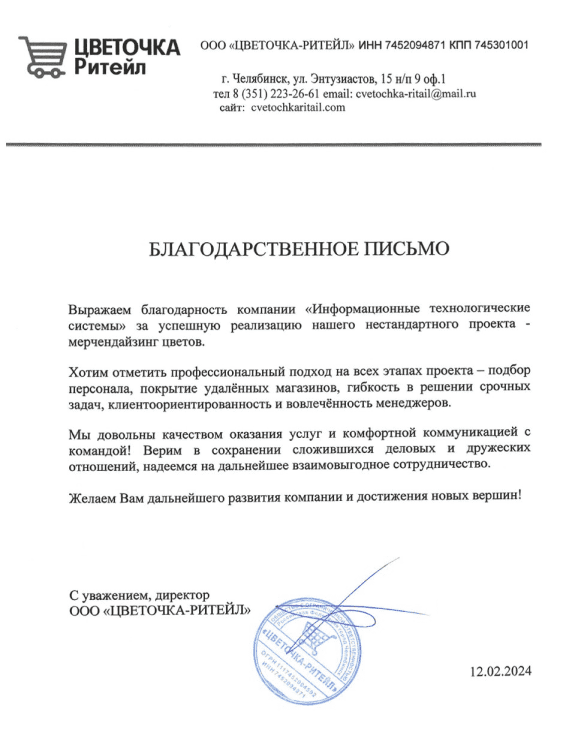 ЦВЕТОЧКА
Ритейл
ООО «ЦВЕТОЧКА-РИТЕЙЛ» ИНН 7452094871 КПП 745301001
г. Челябинск, ул. Энтузиастов, 15 н/п 9 оф.1
тел 8 (351) 223-26-61 email: cvetochka-ritail@mail.ru
сайт: cvetochkaritail.com
БЛАГОДАРСТВЕННОЕ ПИСЬМО
Выражаем благодарность компании «Информационные технологические
системы» за успешную реализацию нашего нестандартного проекта -
мерчендайзинг цветов.
Хотим отметить профессиональный подход на всех этапах проекта – подбор
персонала, покрытие удалённых магазинов, гибкость в решении срочных
задач, клиентоориентированность и вовлечённость менеджеров.
Мы довольны качеством оказания услуг и комфортной коммуникацией с
командой! Верим в сохранении сложившихся деловых и дружеских
отношений, надеемся на дальнейшее взаимовыгодное сотрудничество.
Желаем Вам дальнейшего развития компании и достижения новых вершин!
С уважением, директор
ООО «ЦВЕТОЧКА-РИТЕЙЛ»
«ЦВЕТОЧКА-РИТЕЙЛ»
ИНН 7452094871
12.02.2024